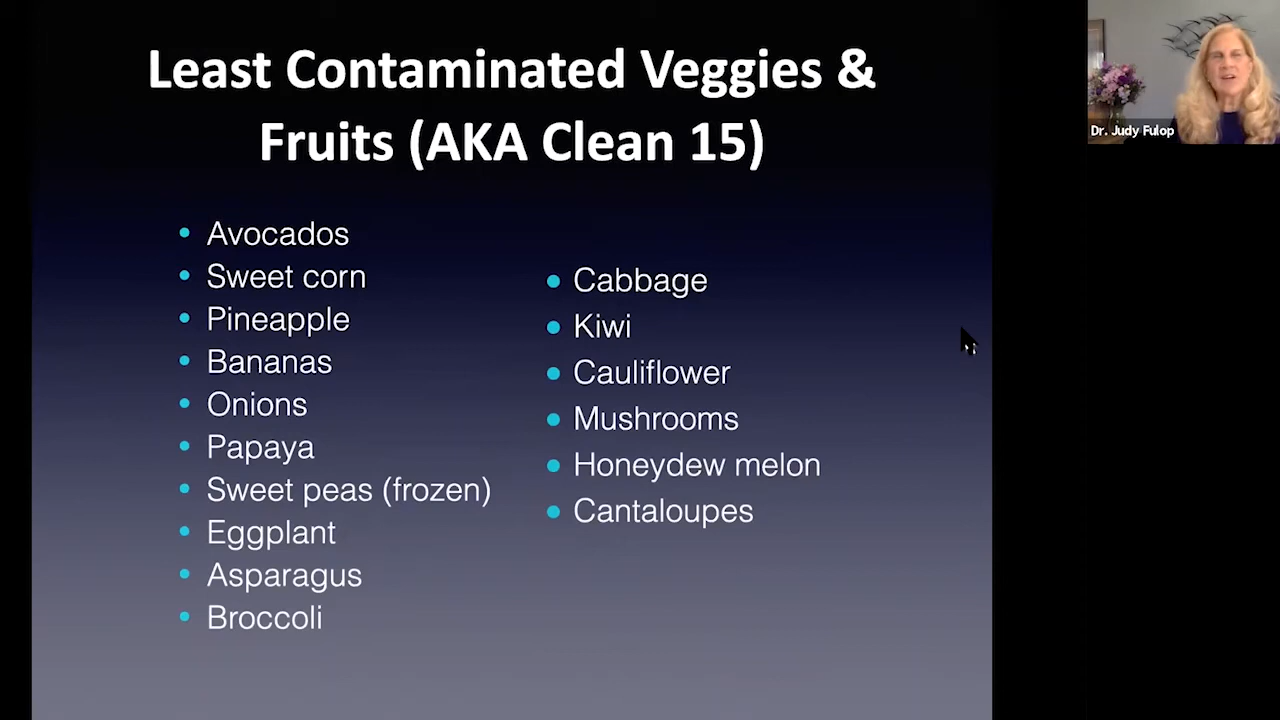 Least Contaminated Veggies &
Fruits (AKA Clean 15)
Avocados
Sweet corn
Pineapple
Bananas
Onions
Papaya
Sweet peas (frozen)
Eggplant
Asparagus
Broccoli
Cabbage
Kiwi
Cauliflower
Mushrooms
Honeydew melon
Cantaloupes
Dr. Judy Fulop